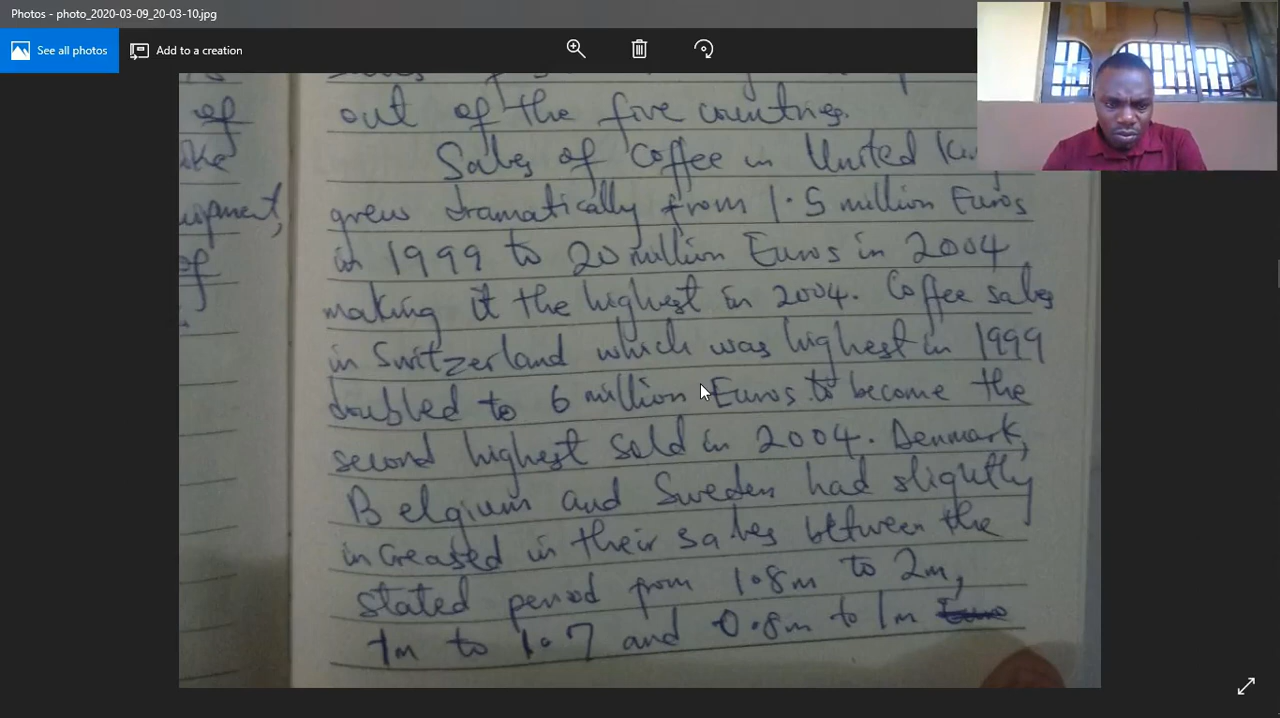 Photos - photo_2020-03-09_20-03-10.jpg
See all photos
Add to a creation
of
uipment,
of
out of the five countries.
Sales of Coffee in United
grew dramatically from 1.5 million Euros
in 1999 to 20 million Euros in 2004
making it the highest in 2004. Coffee sales
in Switzerland which was highest in 1999
doubled to 6 million Euros to become the
second highest sold in 2004. Denmark,
Belgium and Sweden had slightly
increased in their sales between the
stated period from 1.8m to 2m,
1m to 1.7 and 0.8m to 1m